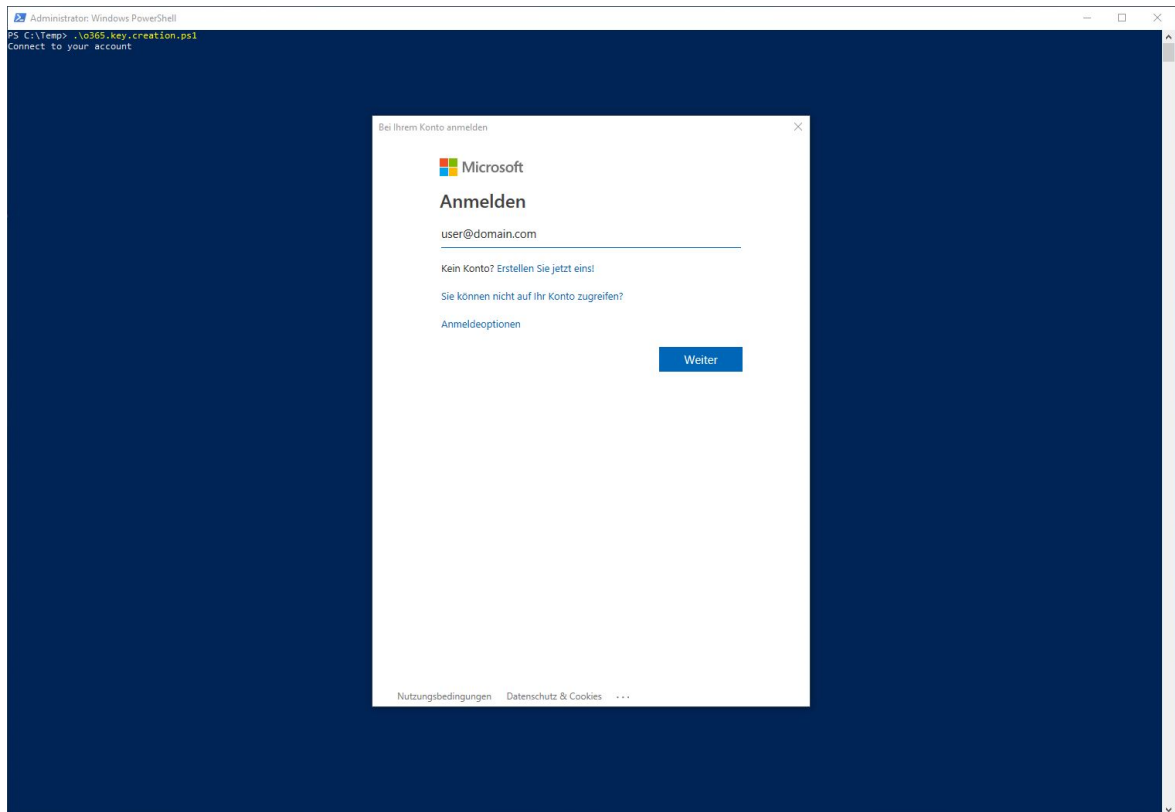 Administrator: Windows PowerShell
PS C:\Temp> .\o365.key.creation.ps1
Connect to your account
Bei Ihrem Konto anmelden
Microsoft
Anmelden
user@domain.com
Kein Konto? Erstellen Sie jetzt eins!
Sie können nicht auf Ihr Konto zugreifen?
Anmeldeoptionen
Weiter
Nutzungsbedingungen Datenschutz & Cookies ...